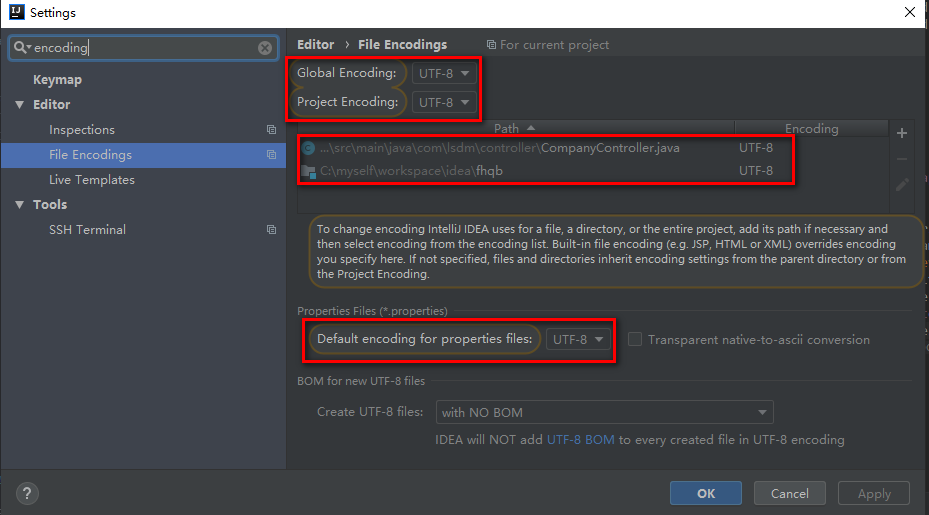 IJ Settings
encoding
Editor › File Encodings For current project
Keymap
Editor
Inspections
File Encodings
Live Templates
Tools
SSH Terminal
Global Encoding: UTF-8
Project Encoding: UTF-8
Path Encoding
...\src\main\java\com\lsdm\controller\CompanyController.java UTF-8
C:\myself\workspace\idea\fhqb UTF-8
To change encoding IntelliJ IDEA uses for a file, a directory, or the entire project, add its path if necessary and
then select encoding from the encoding list. Built-in file encoding (e.g. JSP, HTML or XML) overrides encoding
you specify here. If not specified, files and directories inherit encoding settings from the parent directory or from
the Project Encoding.
Properties Files (*.properties)
Default encoding for properties files: UTF-8 Transparent native-to-ascii conversion
BOM for new UTF-8 files
Create UTF-8 files: with NO BOM
IDEA will NOT add UTF-8 BOM to every created file in UTF-8 encoding
? OK Cancel Apply